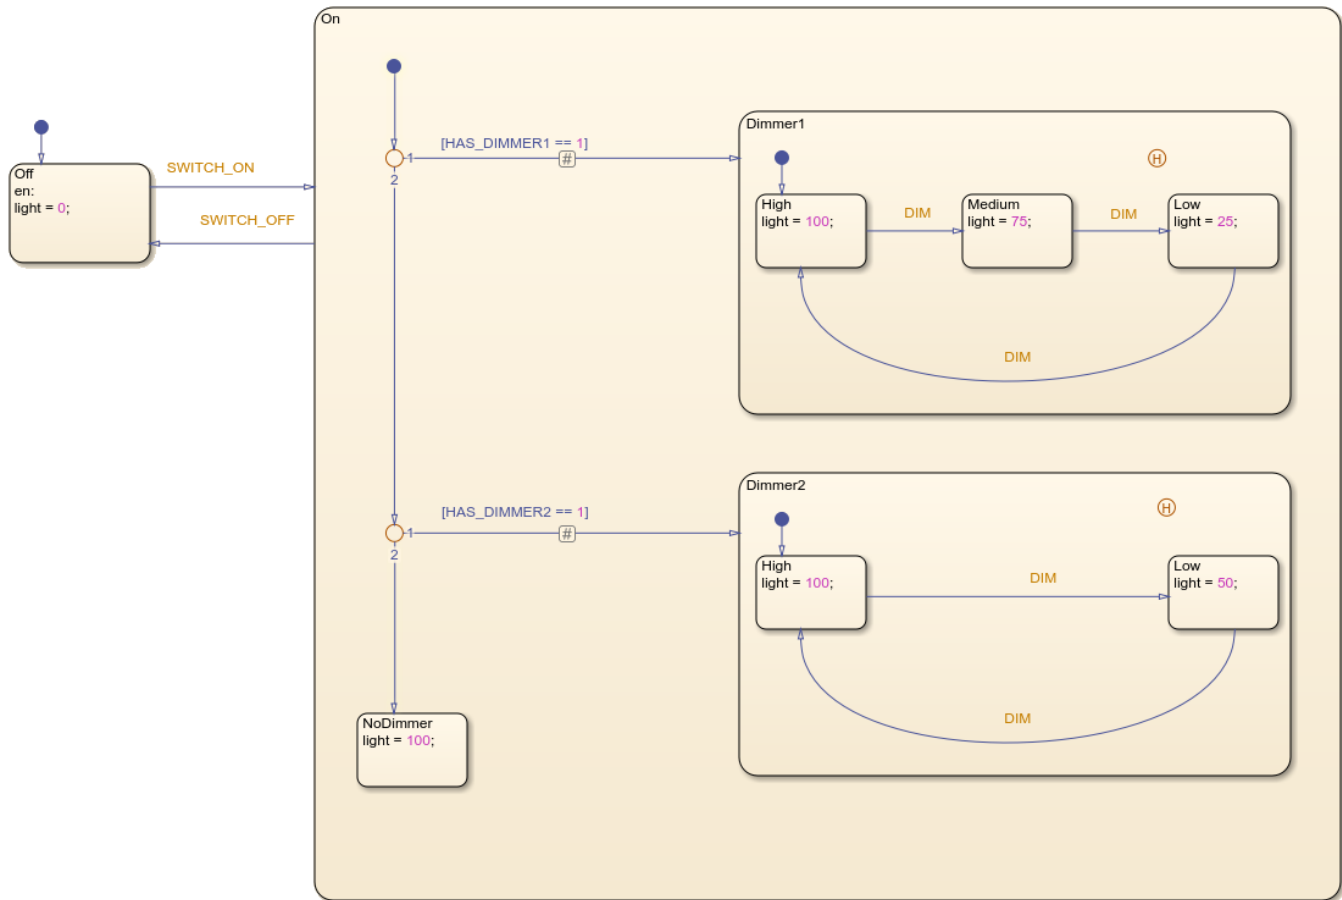 On
Off
en:
light = 0;
SWITCH_ON
SWITCH_OFF
1
2
[HAS_DIMMER1 == 1]
#
Dimmer1
H
High
light = 100;
DIM
Medium
light = 75;
DIM
Low
light = 25;
DIM
1
2
[HAS_DIMMER2 == 1]
#
Dimmer2
H
High
light = 100;
DIM
Low
light = 50;
DIM
NoDimmer
light = 100;